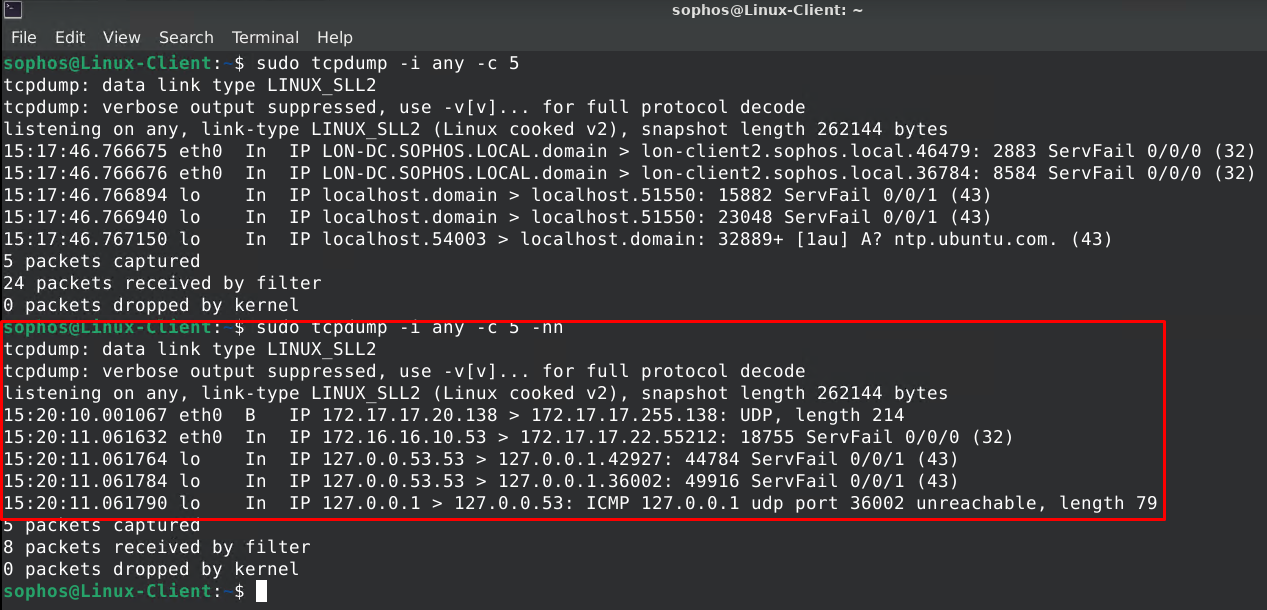 sophos@Linux-Client: ~
File Edit View Search Terminal Help
sophos@Linux-Client:~$ sudo tcpdump -i any -c 5
tcpdump: data link type LINUX_SLL2
tcpdump: verbose output suppressed, use -v[v]... for full protocol decode
listening on any, link-type LINUX_SLL2 (Linux cooked v2), snapshot length 262144 bytes
15:17:46.766675 eth0  In  IP LON-DC.SOPHOS.LOCAL.domain > lon-client2.sophos.local.46479: 2883 ServFail 0/0/0 (32)
15:17:46.766676 eth0  In  IP LON-DC.SOPHOS.LOCAL.domain > lon-client2.sophos.local.36784: 8584 ServFail 0/0/0 (32)
15:17:46.766894 lo    In  IP localhost.domain > localhost.51550: 15882 ServFail 0/0/1 (43)
15:17:46.766940 lo    In  IP localhost.domain > localhost.51550: 23048 ServFail 0/0/1 (43)
15:17:46.767150 lo    In  IP localhost.54003 > localhost.domain: 32889+ [1au] A? ntp.ubuntu.com. (43)
5 packets captured
24 packets received by filter
0 packets dropped by kernel
sophos@Linux-Client:~$ sudo tcpdump -i any -c 5 -nn
tcpdump: data link type LINUX_SLL2
tcpdump: verbose output suppressed, use -v[v]... for full protocol decode
listening on any, link-type LINUX_SLL2 (Linux cooked v2), snapshot length 262144 bytes
15:20:10.001067 eth0  B   IP 172.17.17.20.138 > 172.17.17.255.138: UDP, length 214
15:20:11.061632 eth0  In  IP 172.16.16.10.53 > 172.17.17.22.55212: 18755 ServFail 0/0/0 (32)
15:20:11.061764 lo    In  IP 127.0.0.53.53 > 127.0.0.1.42927: 44784 ServFail 0/0/1 (43)
15:20:11.061784 lo    In  IP 127.0.0.53.53 > 127.0.0.1.36002: 49916 ServFail 0/0/1 (43)
15:20:11.061790 lo    In  IP 127.0.0.1 > 127.0.0.53: ICMP 127.0.0.1 udp port 36002 unreachable, length 79
5 packets captured
8 packets received by filter
0 packets dropped by kernel
sophos@Linux-Client:~$